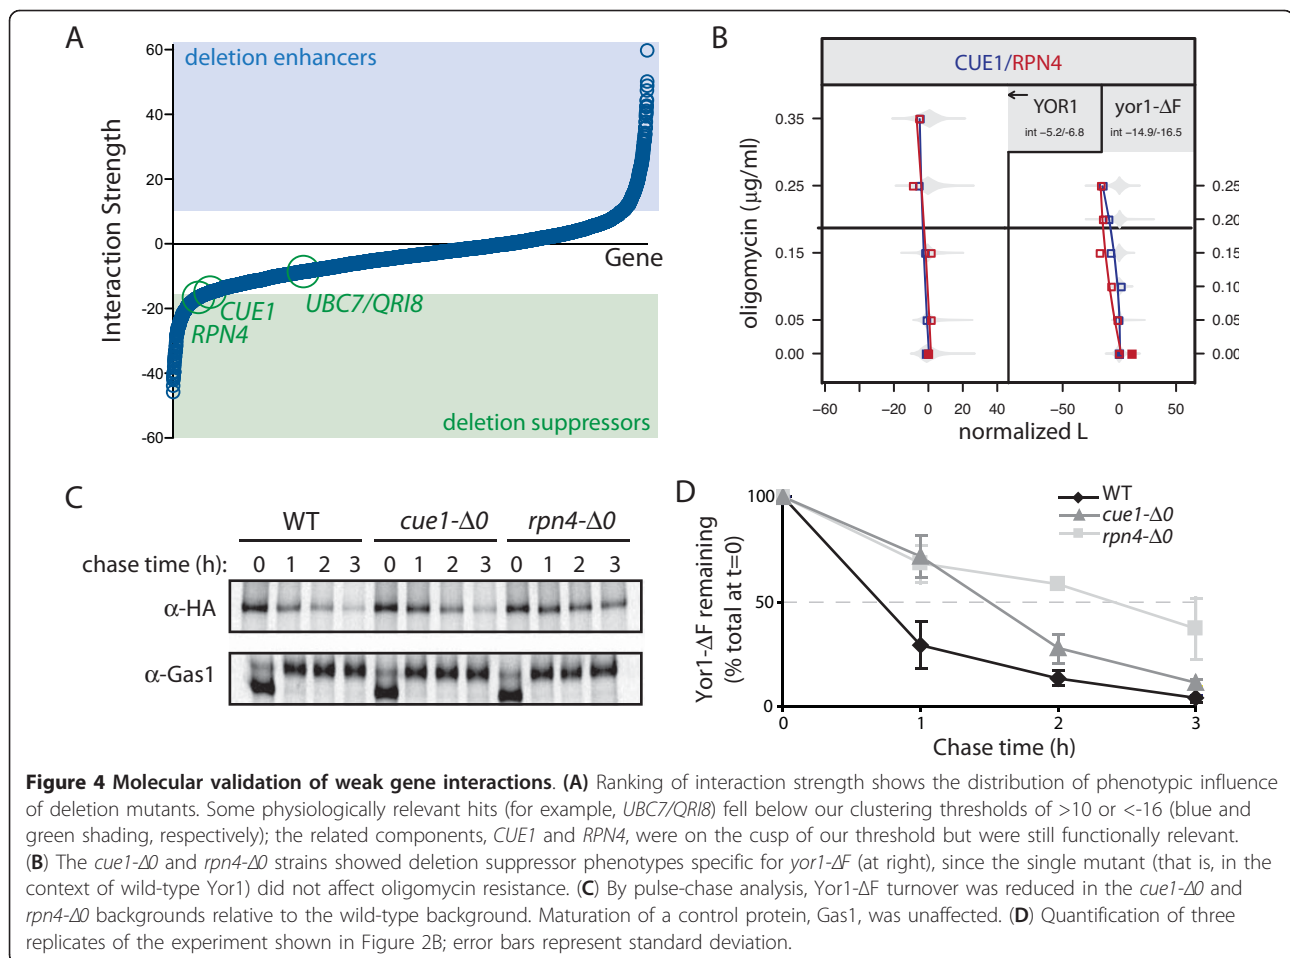 A
60
40
20
0
-20
-40
-60
Interaction Strength
deletion enhancers
Gene
CUE1
RPN4
UBC7/QRI8
deletion suppressors
B
CUE1/RPN4
YOR1
int −5.2/−6.8
yor1-ΔF
int −14.9/−16.5
oligomycin (µg/ml)
0.35
0.25
0.15
0.05
0.00
0.20
0.15
0.10
0.05
−60
−20
0
20
40
−50
0
50
normalized L
C
WT
cue1-Δ0
rpn4-Δ0
chase time (h):
0 1 2 3 0 1 2 3 0 1 2 3
α-HA
α-Gas1
D
WT
cue1-Δ0
rpn4-Δ0
Yor1-ΔF remaining
(% total at t=0)
100
50
0
0 1 2 3
Chase time (h)
Figure 4 Molecular validation of weak gene interactions. (A) Ranking of interaction strength shows the distribution of phenotypic influence
of deletion mutants. Some physiologically relevant hits (for example, UBC7/QRI8) fell below our clustering thresholds of >10 or <-16 (blue and
green shading, respectively); the related components, CUE1 and RPN4, were on the cusp of our threshold but were still functionally relevant.
(B) The cue1-Δ0 and rpn4-Δ0 strains showed deletion suppressor phenotypes specific for yor1-ΔF (at right), since the single mutant (that is, in the
context of wild-type Yor1) did not affect oligomycin resistance. (C) By pulse-chase analysis, Yor1-ΔF turnover was reduced in the cue1-Δ0 and
rpn4-Δ0 backgrounds relative to the wild-type background. Maturation of a control protein, Gas1, was unaffected. (D) Quantification of three
replicates of the experiment shown in Figure 2B; error bars represent standard deviation.